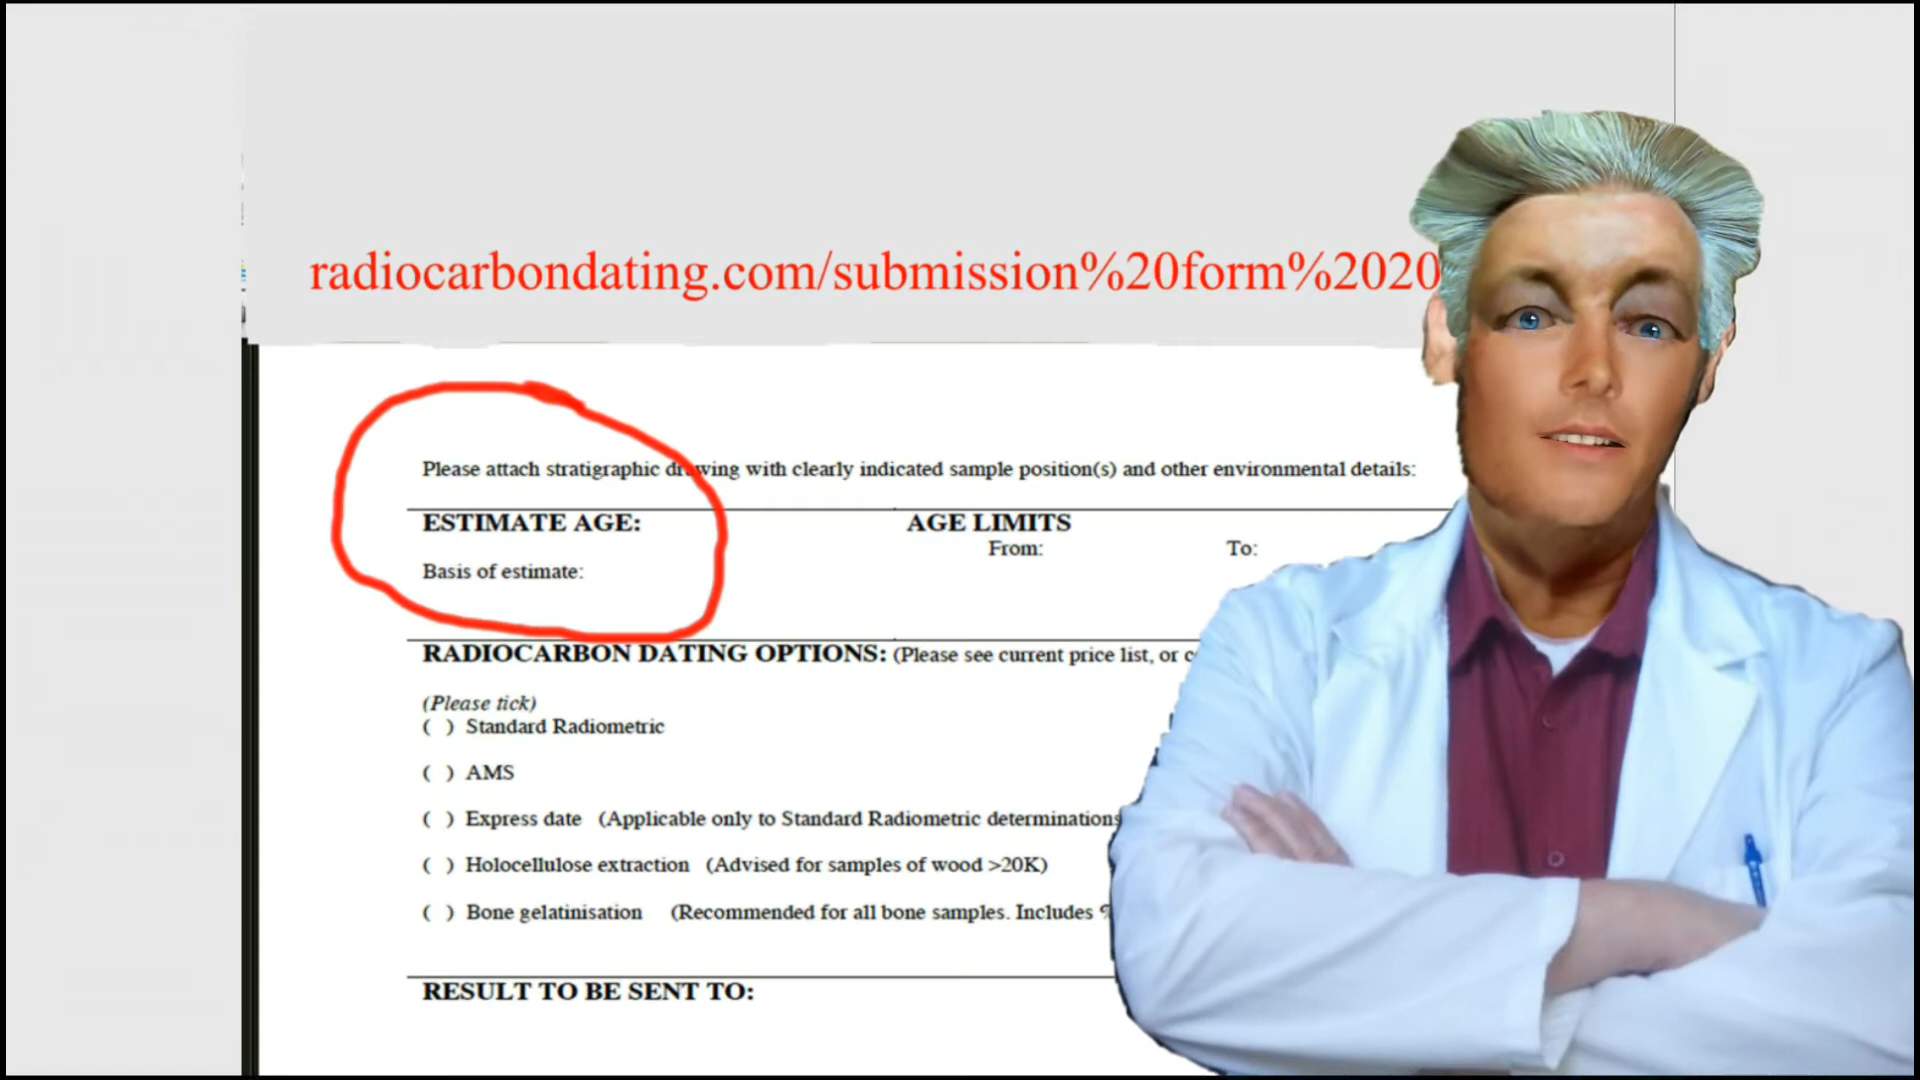 radiocarbondating.com/submission%20form%2020
Please attach stratigraphic drawing with clearly indicated sample position(s) and other environmental details:
ESTIMATE AGE: AGE LIMITS
From: To:
Basis of estimate:
RADIOCARBON DATING OPTIONS: (Please see current price list, or
(Please tick)
( ) Standard Radiometric
( ) AMS
( ) Express date (Applicable only to Standard Radiometric determinations
( ) Holocellulose extraction (Advised for samples of wood >20K)
( ) Bone gelatinisation (Recommended for all bone samples. Includes
RESULT TO BE SENT TO: